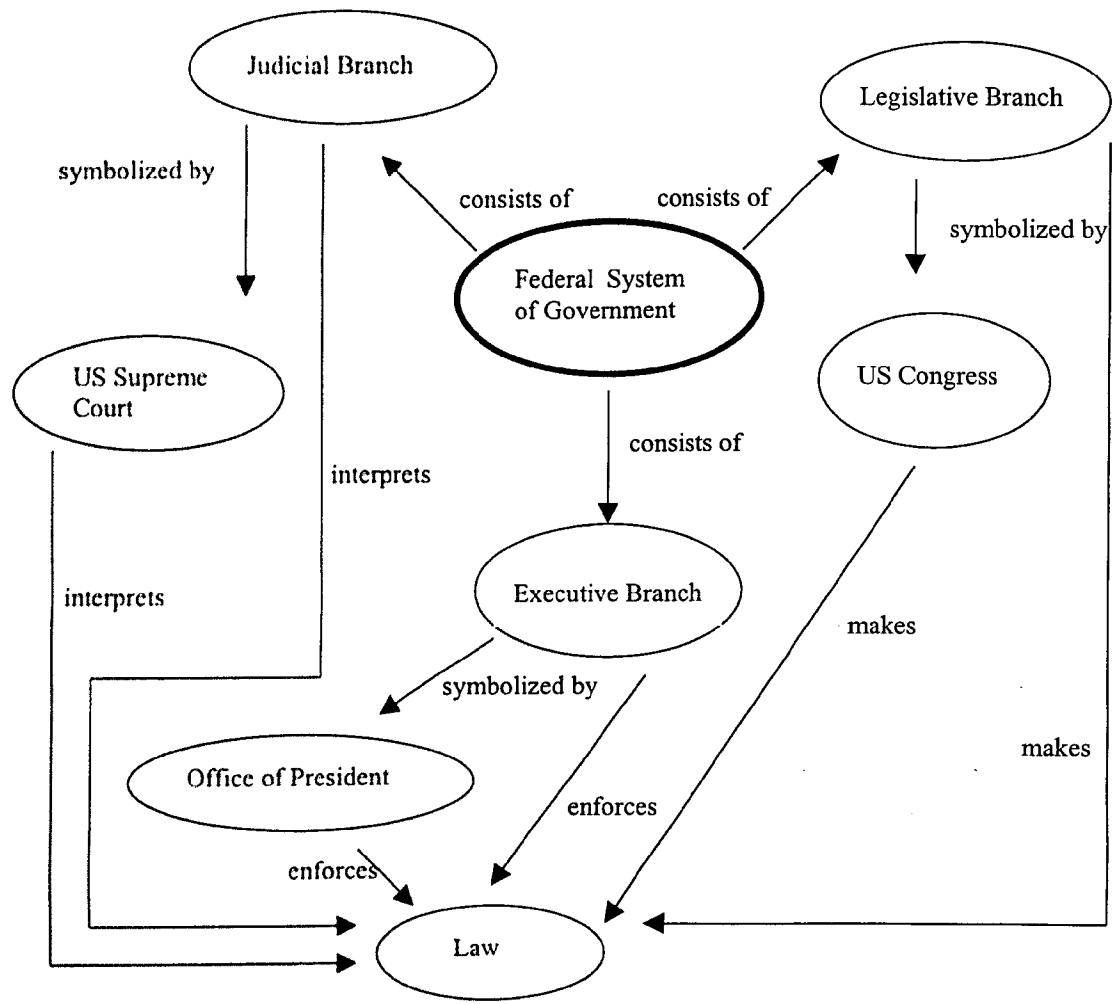 Judicial Branch
Legislative Branch
symbolized by
consists of
consists of
symbolized by
Federal System
of Government
US Supreme
Court
US Congress
consists of
interprets
interprets
Executive Branch
makes
symbolized by
makes
Office of President
enforces
enforces
Law